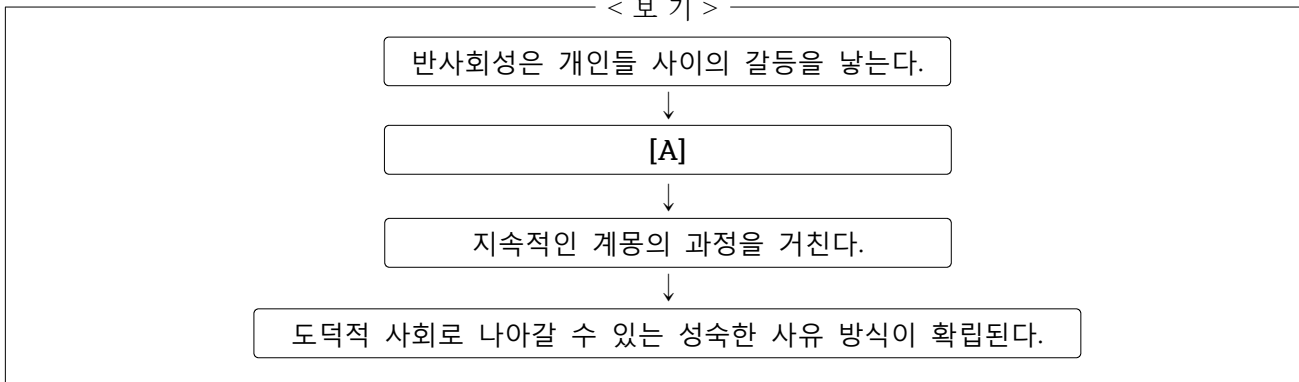 < 보 기 >
반사회성은 개인들 사이의 갈등을 낳는다.
↓
[A]
↓
지속적인 계몽의 과정을 거친다.
↓
도덕적 사회로 나아갈 수 있는 성숙한 사유 방식이 확립된다.